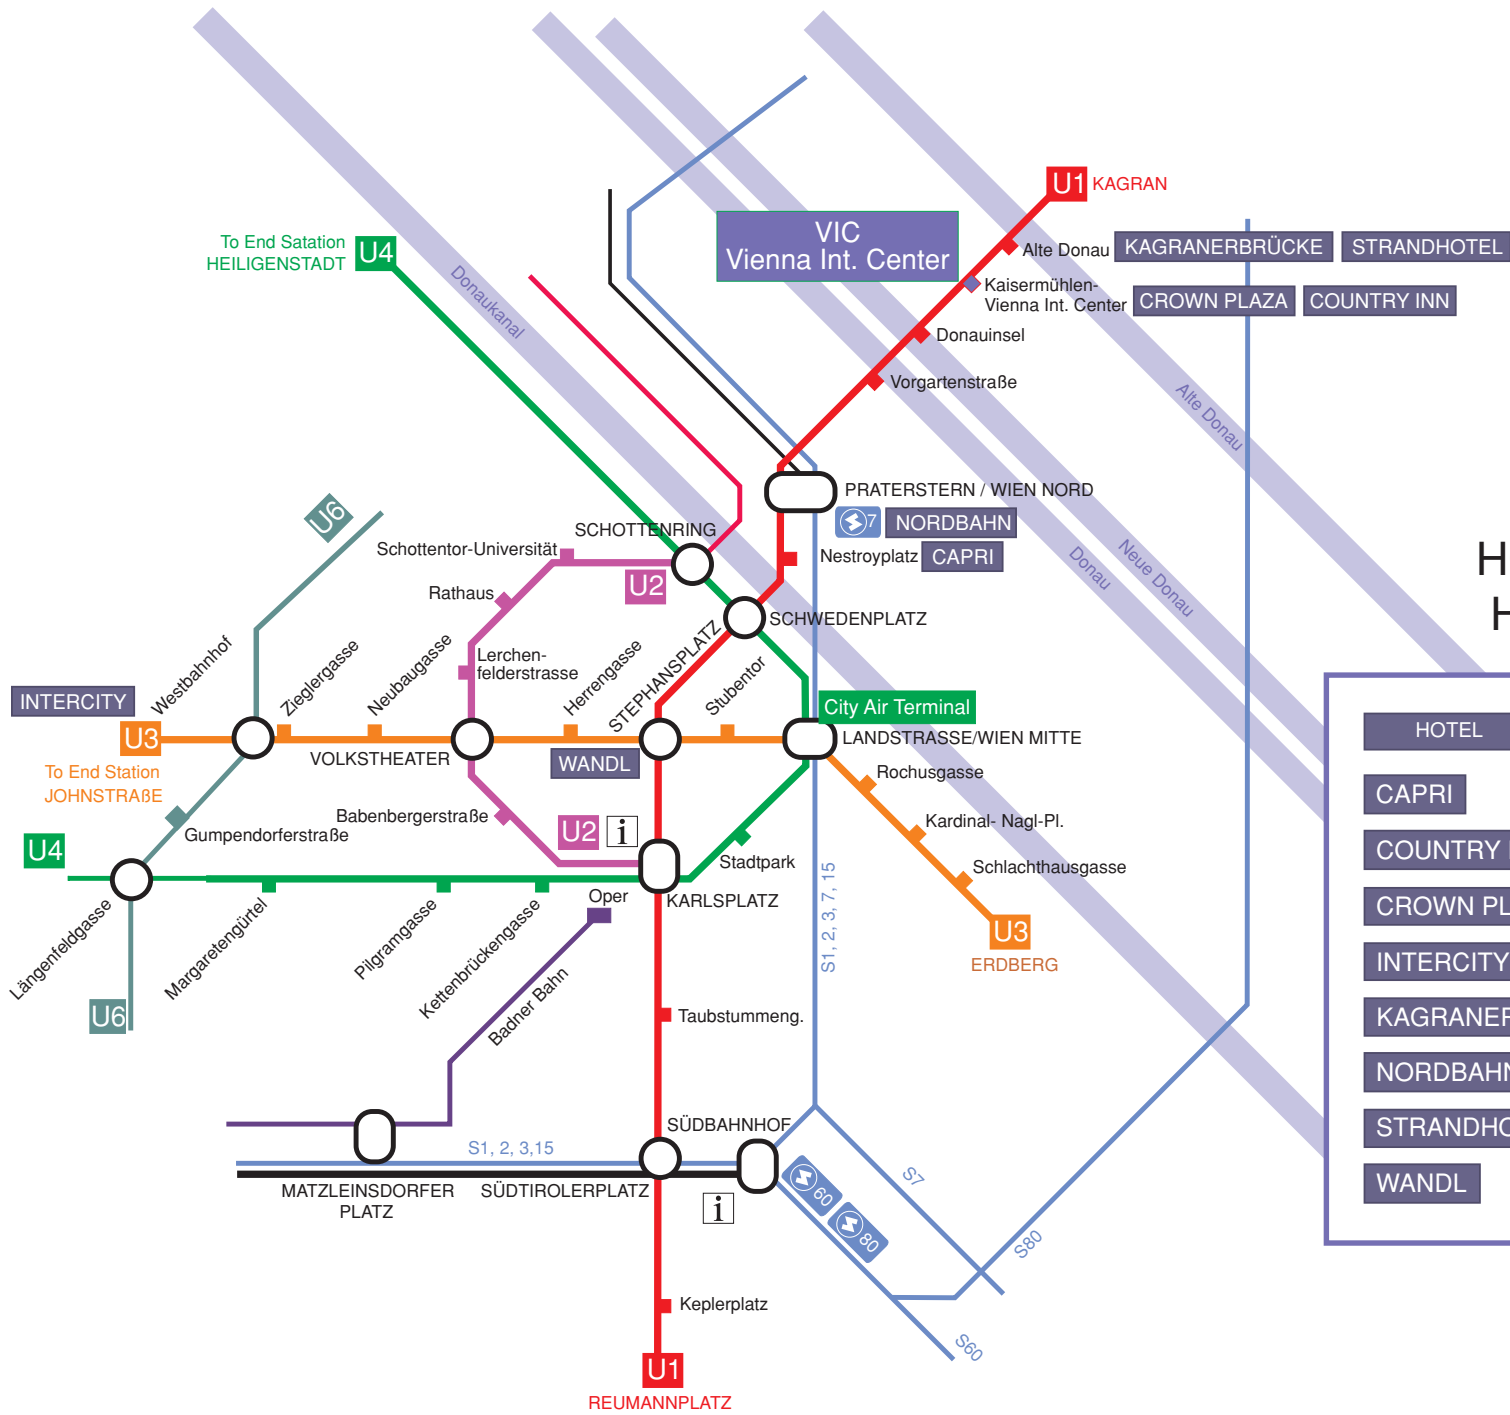 U1 KAGRAN
VIC
Vienna Int. Center
To End Satation
HEILIGENSTADT
U4
Alte Donau
KAGRANERBRÜCKE
STRANDHOTEL
Kaisermühlen-
Vienna Int. Center
CROWN PLAZA
COUNTRY INN
Donaukanal
Donauinsel
Vorgartenstraße
Alte Donau
PRATERSTERN / WIEN NORD
7
NORDBAHN
Nestroyplatz
CAPRI
Donau
Neue Donau
H
H
U6
SCHOTTENRING
Schottentor-Universität
U2
Rathaus
SCHWEDENPLATZ
Westbahnhof
Zieglergasse
Neubaugasse
Lerchen-
felderstrasse
Herrengasse
STEPHANSPLATZ
Stubentor
INTERCITY
U3
To End Station
JOHNSTRAßE
VOLKSTHEATER
WANDL
City Air Terminal
LANDSTRASSE/WIEN MITTE
Rochusgasse
Kardinal- Nagl-Pl.
Schlachthausgasse
U3
ERDBERG
Gumpendorferstraße
Babenbergerstraße
U2
i
Stadtpark
U4
KARLSPLATZ
Oper
Längenfeldgasse
Margaretengürtel
Pilgramgasse
Kettenbrückengasse
Badner Bahn
U6
S1, 2, 3, 7, 15
Taubstummeng.
SÜDBAHNHOF
S1, 2, 3,15
MATZLEINSDORFER
PLATZ
SÜDTIROLERPLATZ
i
60
80
S7
S80
S60
Keplerplatz
U1
REUMANNPLATZ
HOTEL
CAPRI
COUNTRY
CROWN PL
INTERCITY
KAGRANER
NORDBAHN
STRANDHO
WANDL